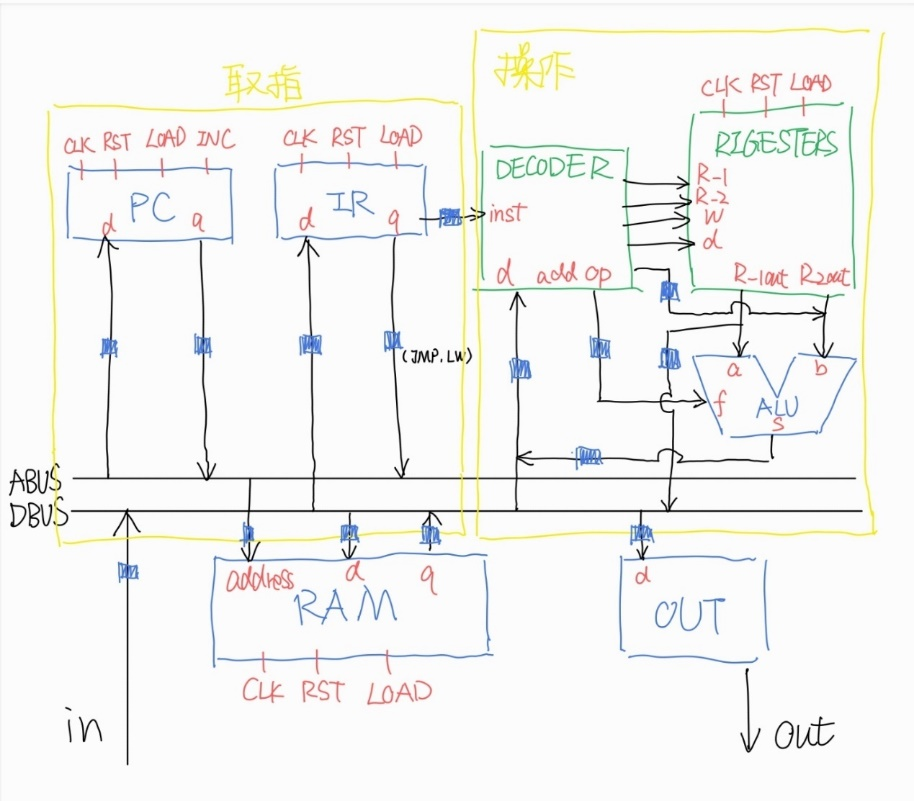 取指
操作
CLK RST LOAD INC
CLK RST LOAD
CLK RST LOAD
PC
d q
IR
d q
DECODER
inst
d add op
RIGESTERS
R-1
R-2
W
d
R-1out R2out
(JMP, LW)
a b
f
ALU
S
ABUS
DBUS
address d q
RAM
CLK RST LOAD
d
OUT
in
out